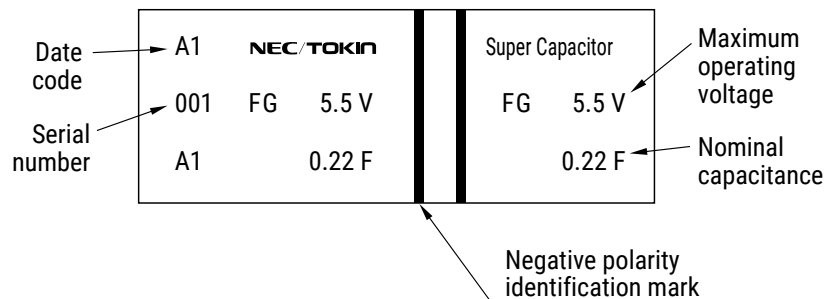 Date code
A1 NEC/TOKIN
Super Capacitor
Maximum operating voltage
001 FG 5.5 V
FG 5.5 V
Serial number
A1 0.22 F
0.22 F
Nominal capacitance
Negative polarity
identification mark